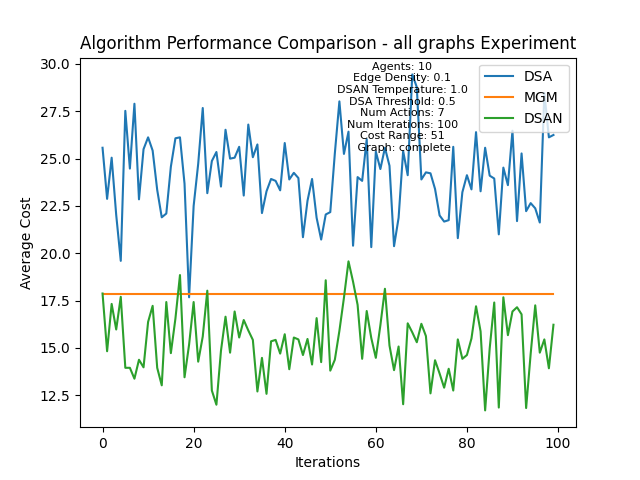 Algorithm Performance Comparison - all graphs Experiment
Agents: 10
Edge Density: 0.1
DSAN Temperature: 1.0
DSA Threshold: 0.5
Num Actions: 7
Num Iterations: 100
Cost Range: 51
Graph: complete
DSA
MGM
DSAN
Average Cost
30.0
27.5
25.0
22.5
20.0
17.5
15.0
12.5
0
20
40
60
80
100
Iterations